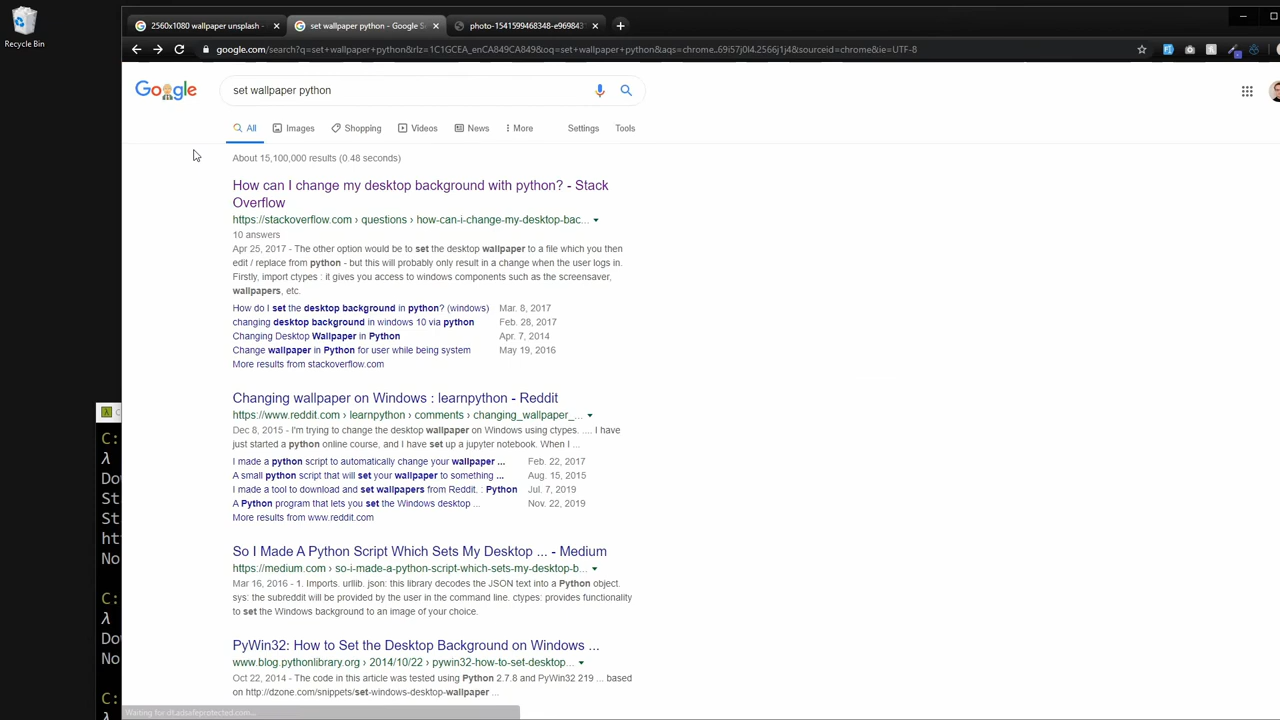 2560x1080 wallpaper unsplash -
set wallpaper python - Google S
photo-1541599468348-e96984315
google.com/search?q=set+wallpaper+python&rlz=1C1GCEA_enCA849CA849&oq=set+wallpaper+python&aqs=chrome..69i57j0l4.2566j1j4&sourceid=chrome&ie=UTF-8
Recycle Bin
Google
set wallpaper python
All
Images
Shopping
Videos
News
More
Settings
Tools
About 15,100,000 results (0.48 seconds)
How can I change my desktop background with python? - Stack
Overflow
https://stackoverflow.com › questions › how-can-i-change-my-desktop-bac...
10 answers
Apr 25, 2017 - The other option would be to set the desktop wallpaper to a file which you then
edit / replace from python - but this will probably only result in a change when the user logs in.
Firstly, import ctypes : it gives you access to windows components such as the screensaver,
wallpapers, etc.
How do I set the desktop background in python? (windows) Mar. 8, 2017
changing desktop background in windows 10 via python Feb. 28, 2017
Changing Desktop Wallpaper in Python Apr. 7, 2014
Change wallpaper in Python for user while being system May 19, 2016
More results from stackoverflow.com
Changing wallpaper on Windows : learnpython - Reddit
https://www.reddit.com › learnpython › comments › changing_wallpaper_...
Dec 8, 2015 - I'm trying to change the desktop wallpaper on Windows using ctypes. .... I have
just started a python online course, and I have set up a jupyter notebook. When I ...
I made a python script to automatically change your wallpaper ... Feb. 22, 2017
A small python script that will set your wallpaper to something ... Aug. 15, 2015
I made a tool to download and set wallpapers from Reddit. : Python Jul. 7, 2019
A Python program that lets you set the Windows desktop ... Nov. 22, 2019
More results from www.reddit.com
So I Made A Python Script Which Sets My Desktop ... - Medium
https://medium.com › so-i-made-a-python-script-which-sets-my-desktop-b...
Mar 16, 2016 - 1. Imports. urllib. json: this library decodes the JSON text into a Python object.
sys: the subreddit will be provided by the user in the command line. ctypes: provides functionality
to set the Windows background to an image of your choice.
PyWin32: How to Set the Desktop Background on Windows ...
www.blog.pythonlibrary.org › 2014/10/22 › pywin32-how-to-set-desktop...
Oct 22, 2014 - The code in this article was tested using Python 2.7.8 and PyWin32 219 ... based
on http://dzone.com/snippets/set-windows-desktop-wallpaper ...
C:
λ
Do
St
St
ht
No
C:
λ
Do
No
C:
λ